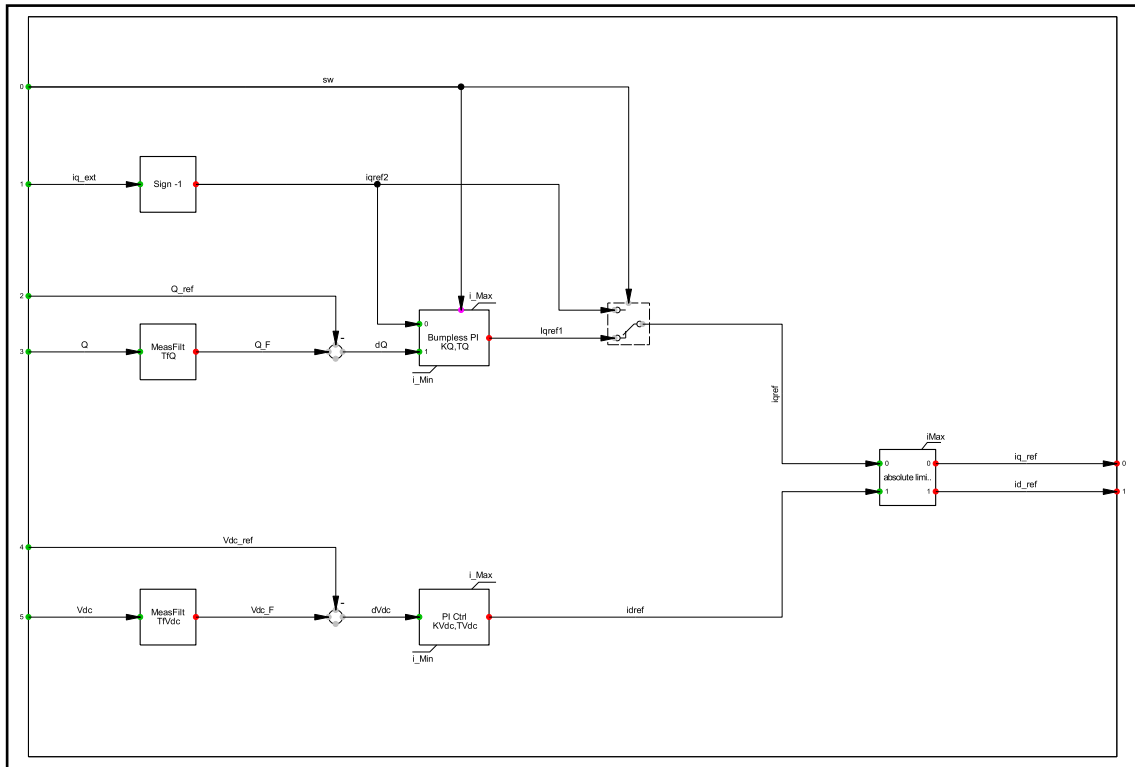 sw
0
1
iq_ext
Sign -1
iqref2
2
Q_ref
i_Max
-
3
Q
MeasFilt
TfQ
Q_F
dQ
0
1
Bumpless PI
KQ,TQ
Iqref1
i_Min
iqref
iMax
0
1
absolute limi..
0
1
iq_ref
id_ref
0
1
4
Vdc_ref
i_Max
-
5
Vdc
MeasFilt
TfVdc
Vdc_F
dVdc
PI Ctrl
KVdc,TVdc
idref
i_Min